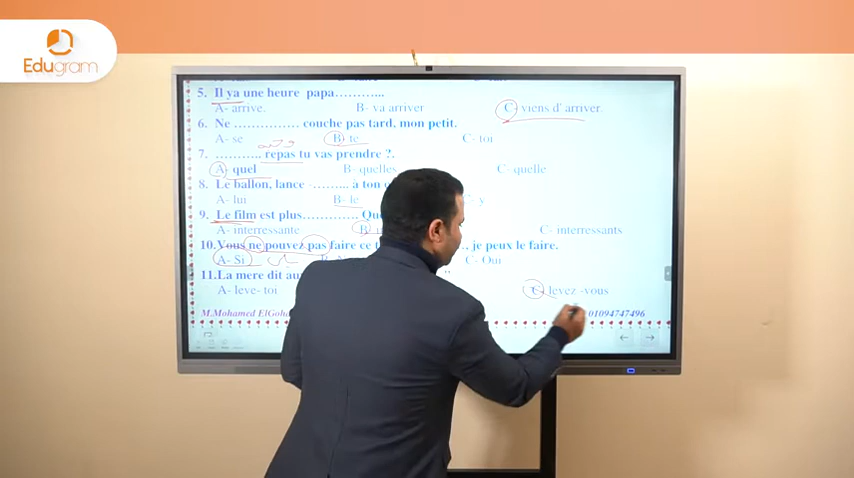 Edugram
5. Il ya une heure papa………...
A- arrive. B- va arriver C- viens d' arriver.
6. Ne …………… couche pas tard, mon petit.
A- se B- te C- toi
7. ……….. repas tu vas prendre ?.
A- quel B- quelles C- quelle
8. Le ballon, lance -……... à ton
A- lui B- le C- y
9. Le film est plus…………. Que
A- interressante B- C- interressants
10.Vous ne pouvez pas faire ce je peux le faire.
A- Si C- Oui
11.La mere dit aux
A- leve- toi C- levez -vous
M.Mohamed 01094747496